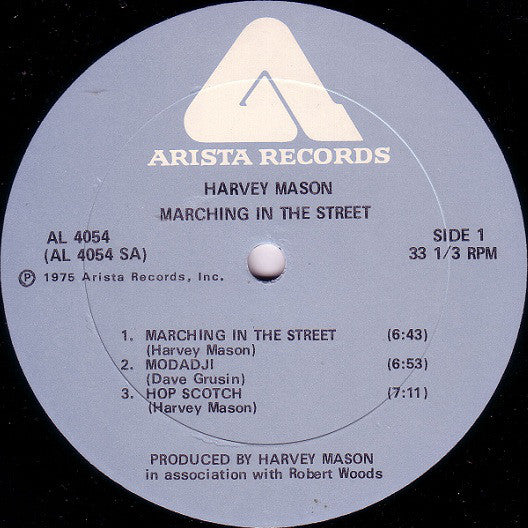 ARISTA RECORDS
HARVEY MASON
MARCHING IN THE STREET
AL 4054
(AL 4054 SA)
℗ 1975 Arista Records, Inc.
SIDE 1
33 1/3 RPM
1. MARCHING IN THE STREET (6:43)
(Harvey Mason)
2. MODADJI (6:53)
(Dave Grusin)
3. HOP SCOTCH (7:11)
(Harvey Mason)
PRODUCED BY HARVEY MASON
in association with Robert Woods